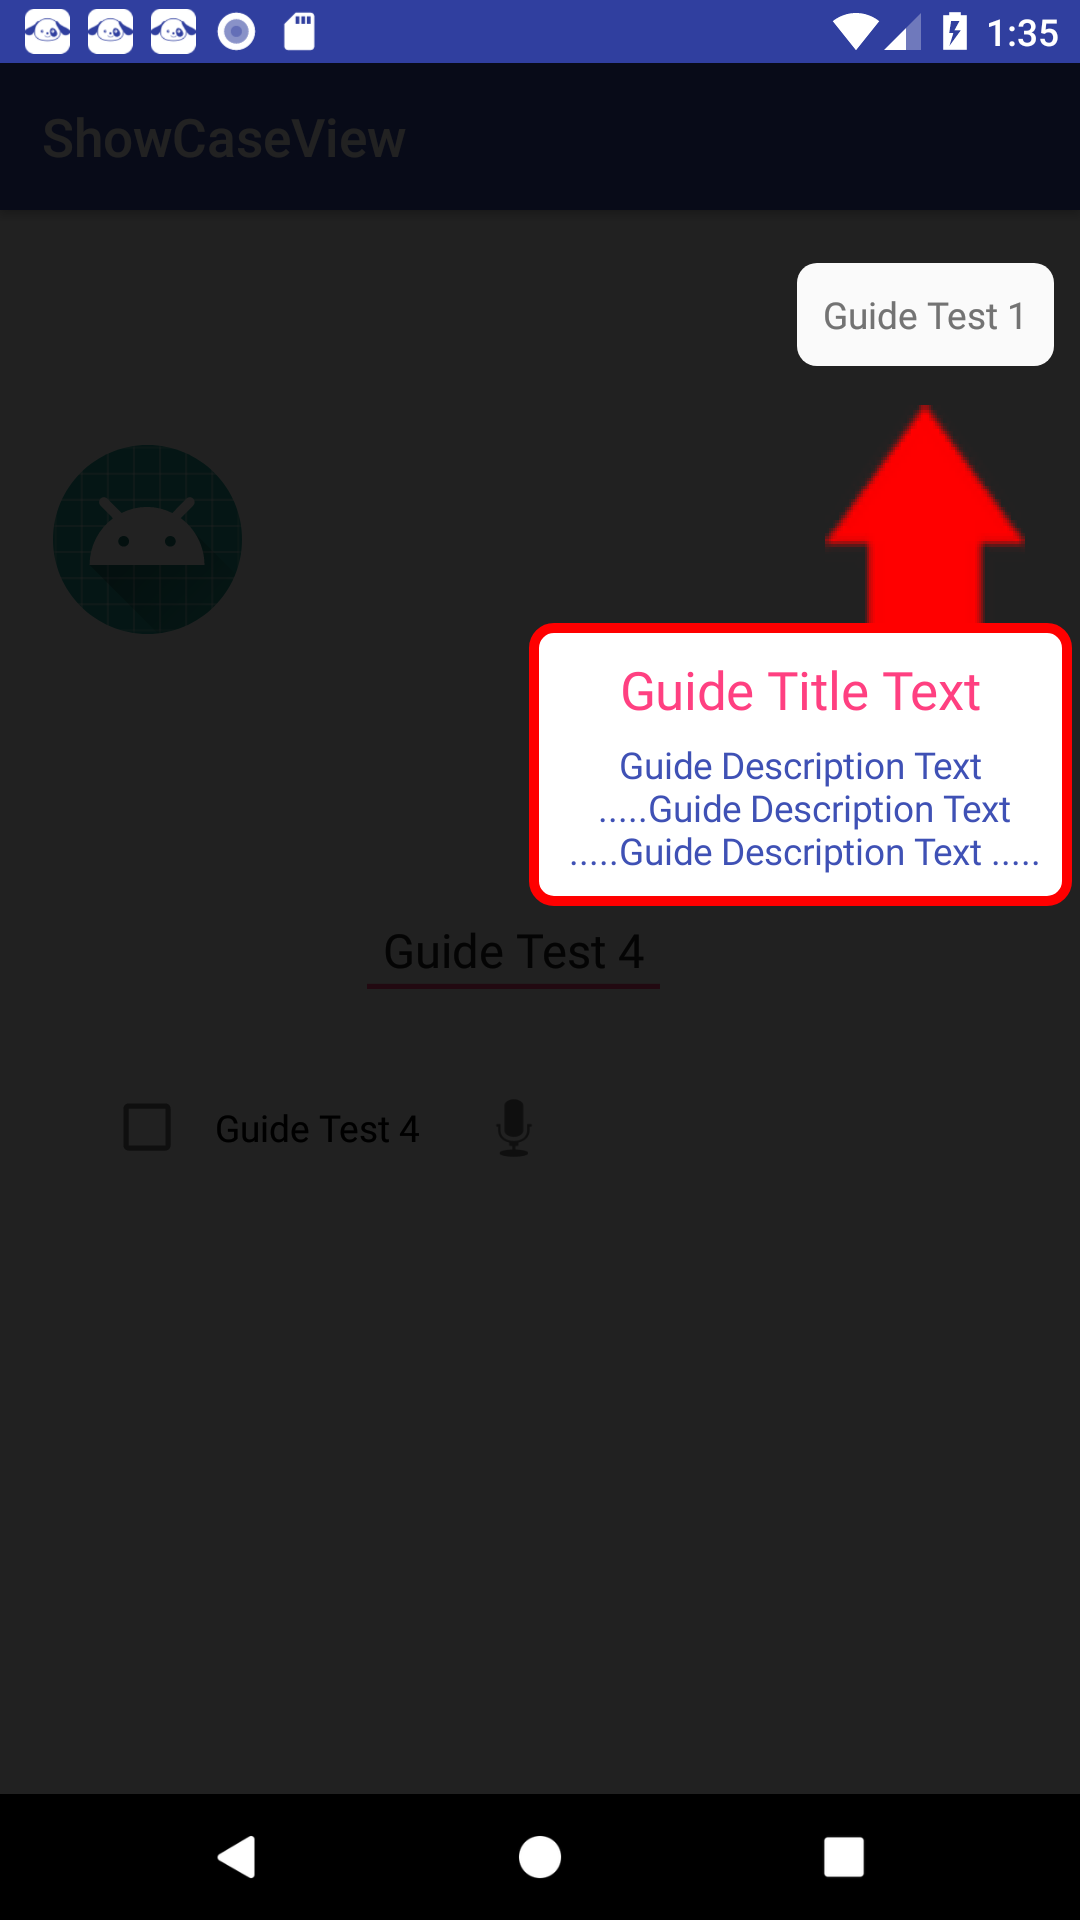 1:35
ShowCaseView
Guide Test 1
Guide Title Text
Guide Description Text
.....Guide Description Text
.....Guide Description Text .....
Guide Test 4
Guide Test 4